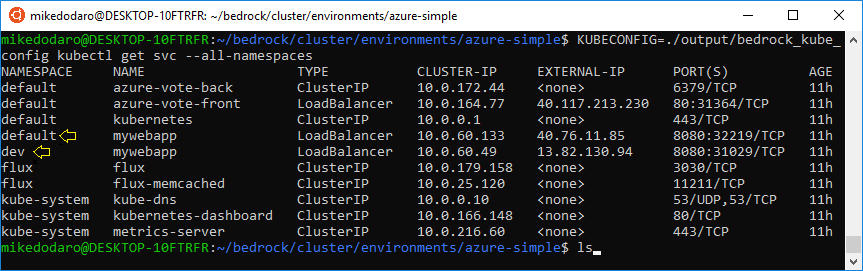 mikedodaro@DESKTOP-10FTRFR: ~/bedrock/cluster/environments/azure-simple
mikedodaro@DESKTOP-10FTRFR:~/bedrock/cluster/environments/azure-simple$ KUBECONFIG=./output/bedrock_kube_
config kubectl get svc --all-namespaces
NAMESPACE NAME TYPE CLUSTER-IP EXTERNAL-IP PORT(S) AGE
default azure-vote-back ClusterIP 10.0.172.44 <none> 6379/TCP 11h
default azure-vote-front LoadBalancer 10.0.164.77 40.117.213.230 80:31364/TCP 11h
default kubernetes ClusterIP 10.0.0.1 <none> 443/TCP 11h
default mywebapp LoadBalancer 10.0.60.133 40.76.11.85 8080:32219/TCP 11h
dev mywebapp LoadBalancer 10.0.60.49 13.82.130.94 8080:31029/TCP 11h
flux flux ClusterIP 10.0.179.158 <none> 3030/TCP 11h
flux flux-memcached ClusterIP 10.0.25.120 <none> 11211/TCP 11h
kube-system kube-dns ClusterIP 10.0.0.10 <none> 53/UDP,53/TCP 11h
kube-system kubernetes-dashboard ClusterIP 10.0.166.148 <none> 80/TCP 11h
kube-system metrics-server ClusterIP 10.0.216.60 <none> 443/TCP 11h
mikedodaro@DESKTOP-10FTRFR:~/bedrock/cluster/environments/azure-simple$ ls